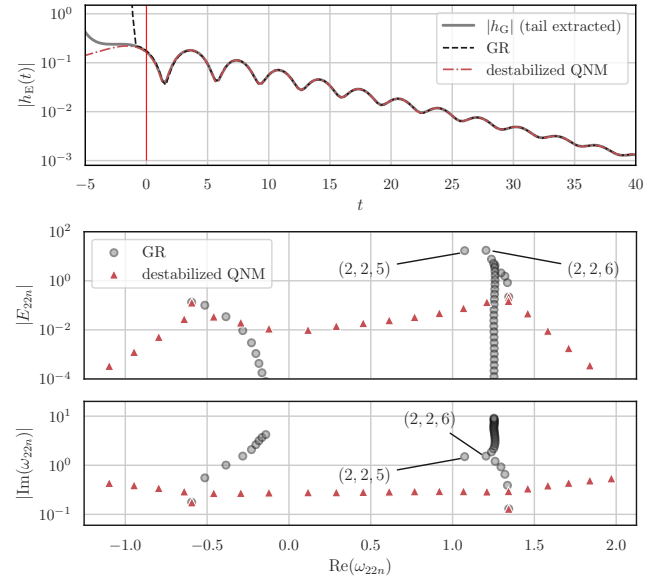 |h_E(t)|
10^−1
10^−2
10^−3
|h_G| (tail extracted)
GR
destabilized QNM
−5 0 5 10 15 20 25 30 35 40
t
|E_22n|
10^2
10^0
10^−2
10^−4
GR
destabilized QNM
(2, 2, 5)
(2, 2, 6)
|Im(ω_22n)|
10^1
10^0
10^−1
(2, 2, 6)
(2, 2, 5)
−1.0 −0.5 0.0 0.5 1.0 1.5 2.0
Re(ω_22n)